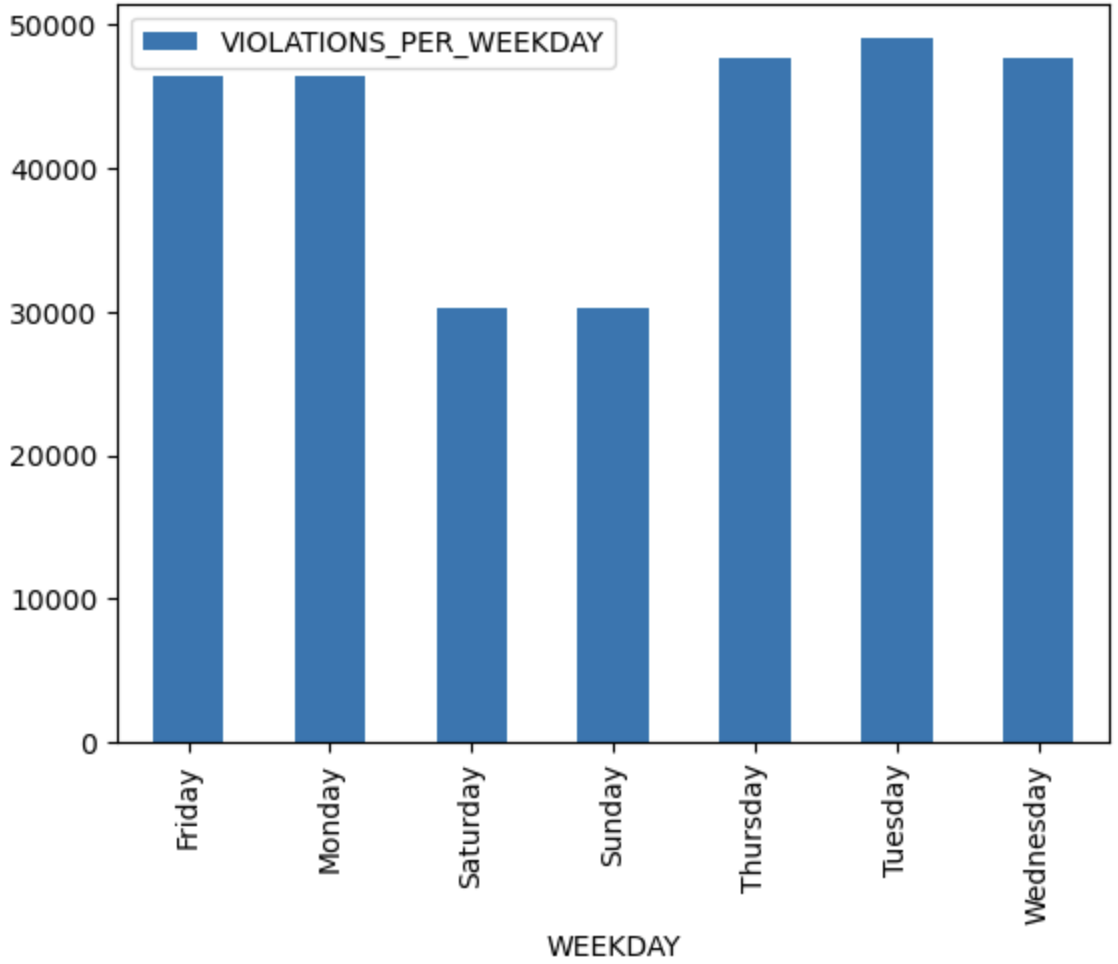 VIOLATIONS_PER_WEEKDAY
50000
40000
30000
20000
10000
0
Friday
Monday
Saturday
Sunday
Thursday
Tuesday
Wednesday
WEEKDAY